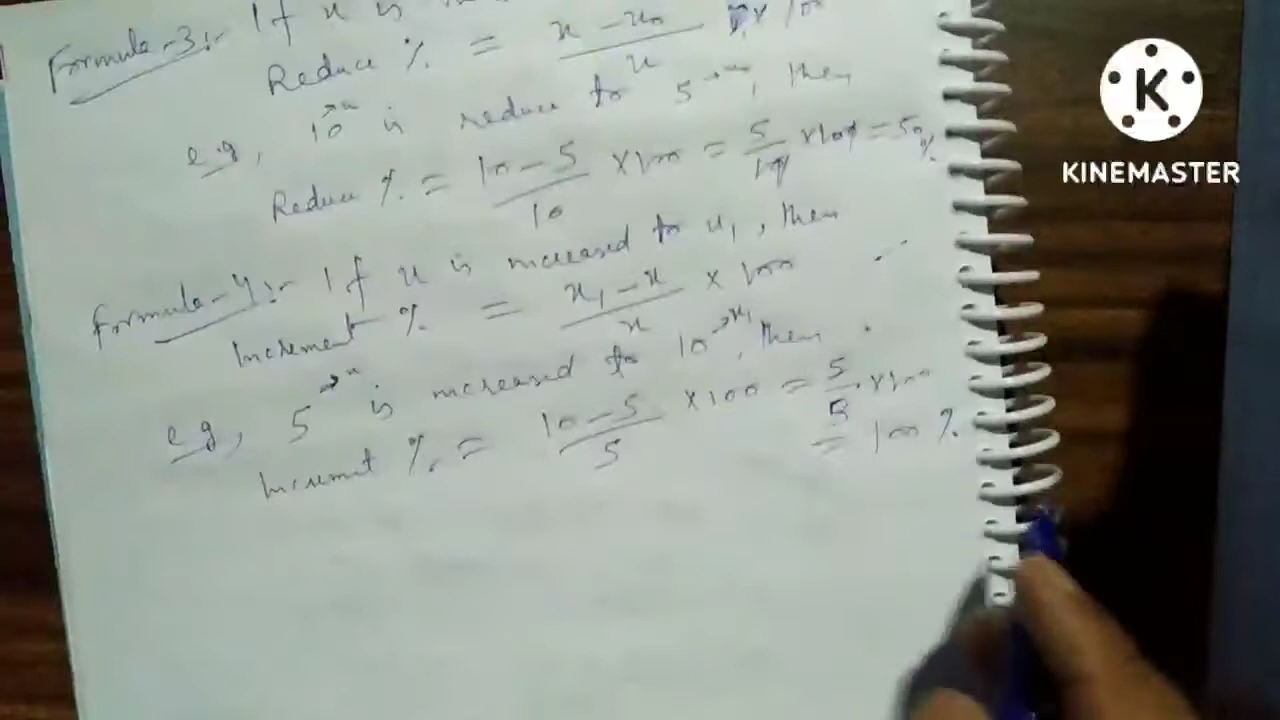 Formula-3:- If x is
Reduce % = x - x₀ / x × 100
e.g, 10→x is reduce to 5→x₀, then
Reduce % = 10-5 / 10 × 100 = 5/10 × 100 = 50%
Formula-4:- If x is increased to x₁, then
Increment % = x₁-x / x × 100
e.g, 5→x is increased to 10→x₁, then
Increment % = 10-5 / 5 × 100 = 5/5 × 100
= 100%
K
KINEMASTER